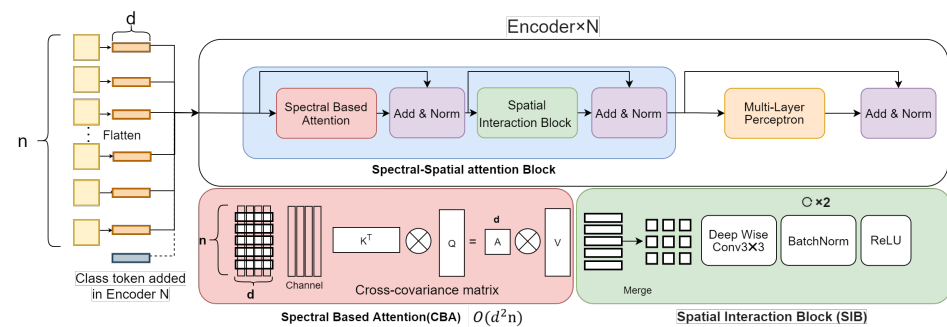 d
n
Flatten
Class token added
in Encoder N
Encoder×N
Spectral Based
Attention
Add & Norm
Spatial
Interaction Block
Add & Norm
Multi-Layer
Perceptron
Add & Norm
Spectral-Spatial attention Block
n
d
Channel
K^T
Q
=
d
A
V
Cross-covariance matrix
Spectral Based Attention(CBA) O(d²n)
×2
Merge
Deep Wise
Conv3×3
BatchNorm
ReLU
Spatial Interaction Block (SIB)